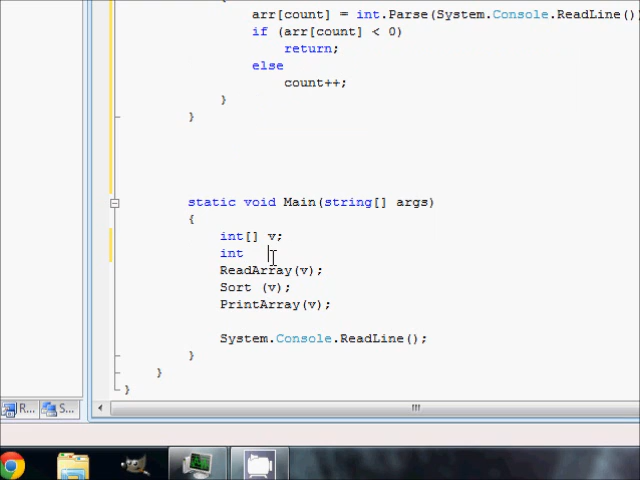 {
arr[count] = int.Parse(System.Console.ReadLine())
if (arr[count] < 0)
return;
else
count++;
}
}
static void Main(string[] args)
{
int[] v;
int
ReadArray(v);
Sort (v);
PrintArray(v);
System.Console.ReadLine();
}
}
}
R... S...